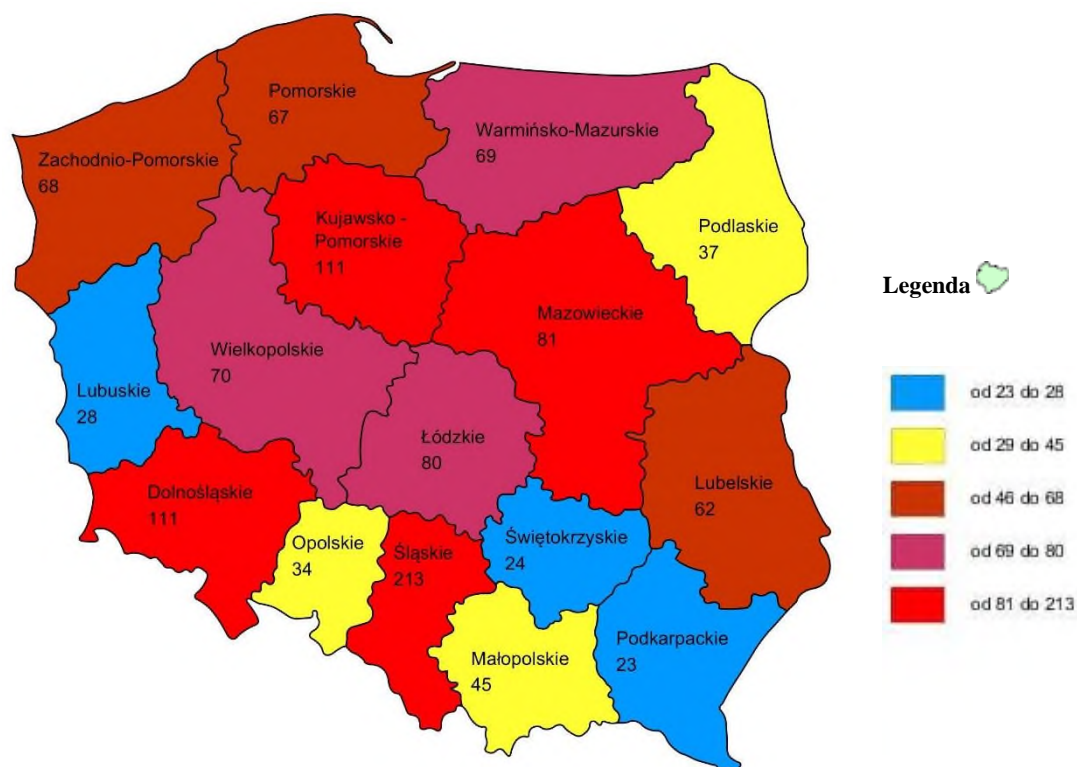 Pomorskie
67
Warmińsko-Mazurskie
69
Zachodnio-Pomorskie
68
Kujawsko -
Pomorskie
111
Podlaskie
37
Mazowieckie
81
Wielkopolskie
70
Lubuskie
28
Łódzkie
80
Dolnośląskie
111
Lubelskie
62
Opolskie
34
Śląskie
213
Świętokrzyskie
24
Małopolskie
45
Podkarpackie
23
Legenda
od 23 do 28
od 29 do 45
od 46 do 68
od 69 do 80
od 81 do 213